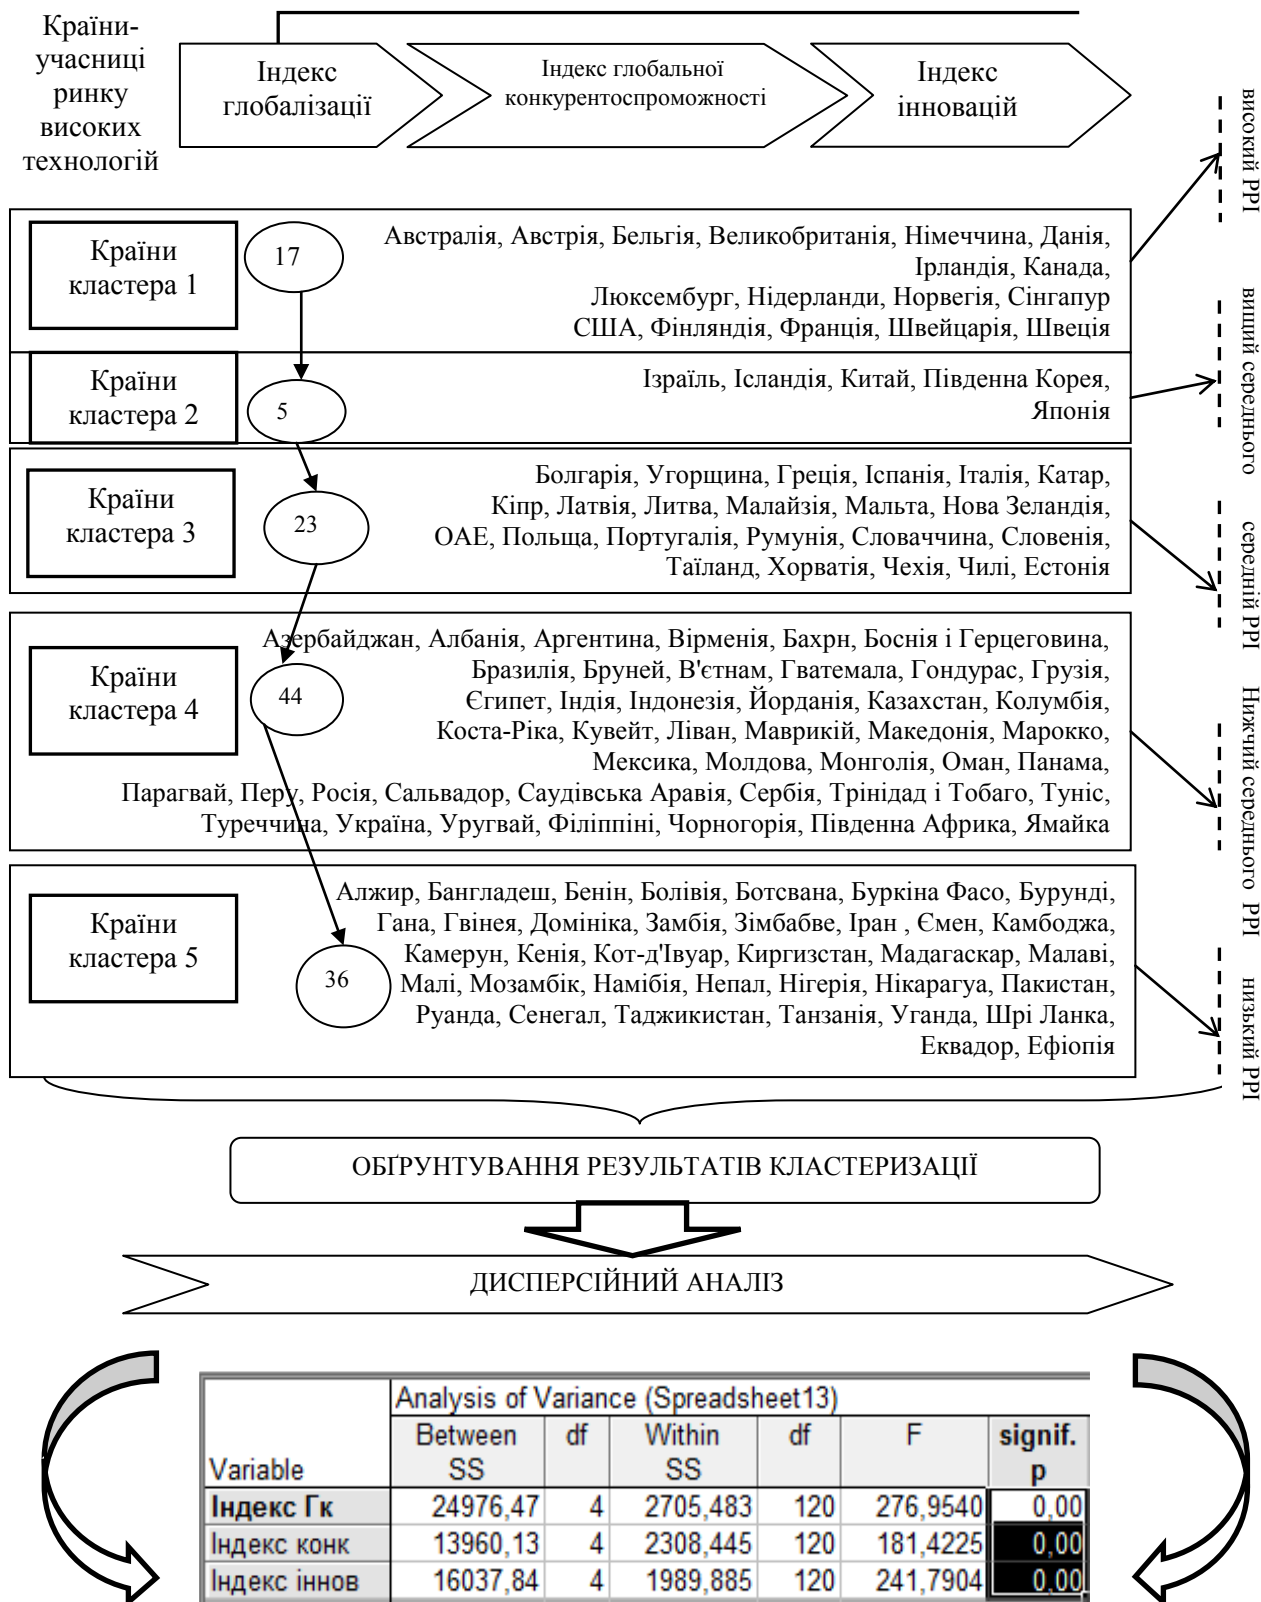 Країни-
учасниці
ринку
високих
технологій
Індекс
глобалізації
Індекс глобальної
конкурентоспроможності
Індекс
інновацій
високий РРІ
Країни
кластера 1
17
Австралія, Австрія, Бельгія, Великобританія, Німеччина, Данія,
Ірландія, Канада,
Люксембург, Нідерланди, Норвегія, Сінгапур
США, Фінляндія, Франція, Швейцарія, Швеція
вищий середнього
Країни
кластера 2
5
Ізраїль, Ісландія, Китай, Південна Корея,
Японія
середній РРІ
Країни
кластера 3
23
Болгарія, Угорщина, Греція, Іспанія, Італія, Катар,
Кіпр, Латвія, Литва, Малайзія, Мальта, Нова Зеландія,
ОАЕ, Польща, Португалія, Румунія, Словаччина, Словенія,
Таїланд, Хорватія, Чехія, Чилі, Естонія
Нижчий середнього РРІ
Країни
кластера 4
44
Азербайджан, Албанія, Аргентина, Вірменія, Бахрн, Боснія і Герцеговина,
Бразилія, Бруней, В'єтнам, Гватемала, Гондурас, Грузія,
Єгипет, Індія, Індонезія, Йорданія, Казахстан, Колумбія,
Коста-Ріка, Кувейт, Ліван, Маврикій, Македонія, Марокко,
Мексика, Молдова, Монголія, Оман, Панама,
Парагвай, Перу, Росія, Сальвадор, Саудівська Аравія, Сербія, Трінідад і Тобаго, Туніс,
Туреччина, Україна, Уругвай, Філіппіні, Чорногорія, Південна Африка, Ямайка
низький РРІ
Країни
кластера 5
36
Алжир, Бангладеш, Бенін, Болівія, Ботсвана, Буркіна Фасо, Бурунді,
Гана, Гвінея, Домініка, Замбія, Зімбабве, Іран , Ємен, Камбоджа,
Камерун, Кенія, Кот-д'Івуар, Киргизстан, Мадагаскар, Малаві,
Малі, Мозамбік, Намібія, Непал, Нігерія, Нікарагуа, Пакистан,
Руанда, Сенегал, Таджикистан, Танзанія, Уганда, Шрі Ланка,
Еквадор, Ефіопія
ОБҐРУНТУВАННЯ РЕЗУЛЬТАТІВ КЛАСТЕРИЗАЦІЇ
ДИСПЕРСІЙНИЙ АНАЛІЗ
Analysis of Variance (Spreadsheet13)
Variable Between SS df Within SS df F signif. p
Індекс Гк 24976,47 4 2705,483 120 276,9540 0,00
Індекс конк 13960,13 4 2308,445 120 181,4225 0,00
Індекс іннов 16037,84 4 1989,885 120 241,7904 0,00